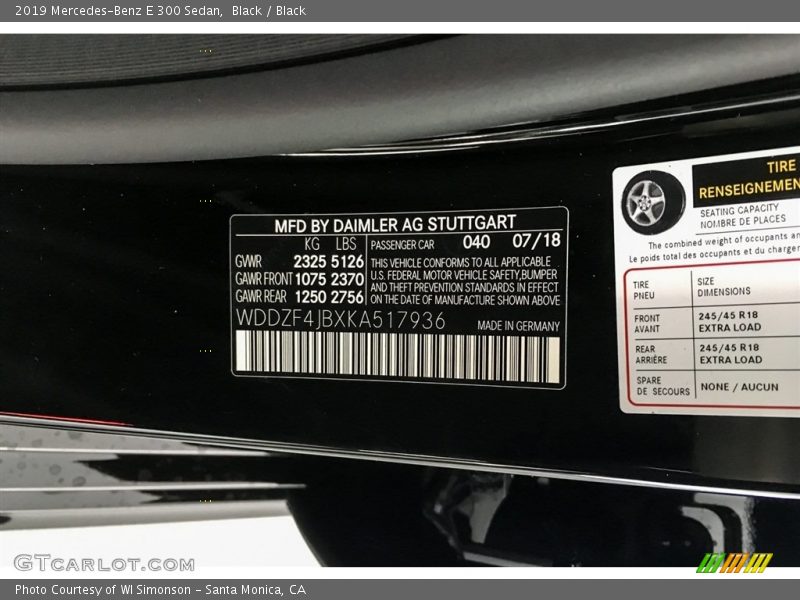 2019 Mercedes-Benz E 300 Sedan, Black / Black
MFD BY DAIMLER AG STUTTGART
KG LBS
GVWR 2325 5126
GAWR FRONT 1075 2370
GAWR REAR 1250 2756
PASSENGER CAR 040 07/18
THIS VEHICLE CONFORMS TO ALL APPLICABLE
U.S. FEDERAL MOTOR VEHICLE SAFETY, BUMPER
AND THEFT PREVENTION STANDARDS IN EFFECT
ON THE DATE OF MANUFACTURE SHOWN ABOVE
WDDZF4JBXKA517936 MADE IN GERMANY
TIRE
RENSEIGNEMEN
SEATING CAPACITY
NOMBRE DE PLACES
The combined weight of occupants an
Le poids total des occupants et du charge
TIRE SIZE
PNEU DIMENSIONS
FRONT 245/45 R18
AVANT EXTRA LOAD
REAR 245/45 R18
ARRIÈRE EXTRA LOAD
SPARE NONE / AUCUN
DE SECOURS
GTCARLOT.COM
Photo Courtesy of WI Simonson - Santa Monica, CA